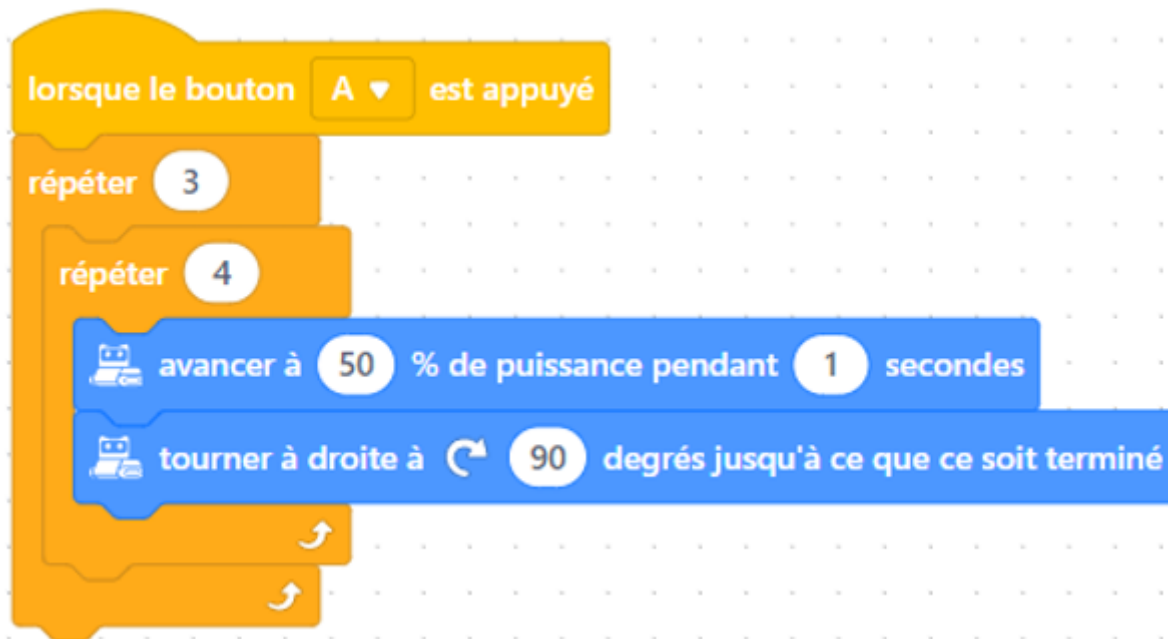 lorsque le bouton A est appuyé
répéter 3
répéter 4
avancer à 50 % de puissance pendant 1 secondes
tourner à droite à 90 degrés jusqu'à ce que ce soit terminé